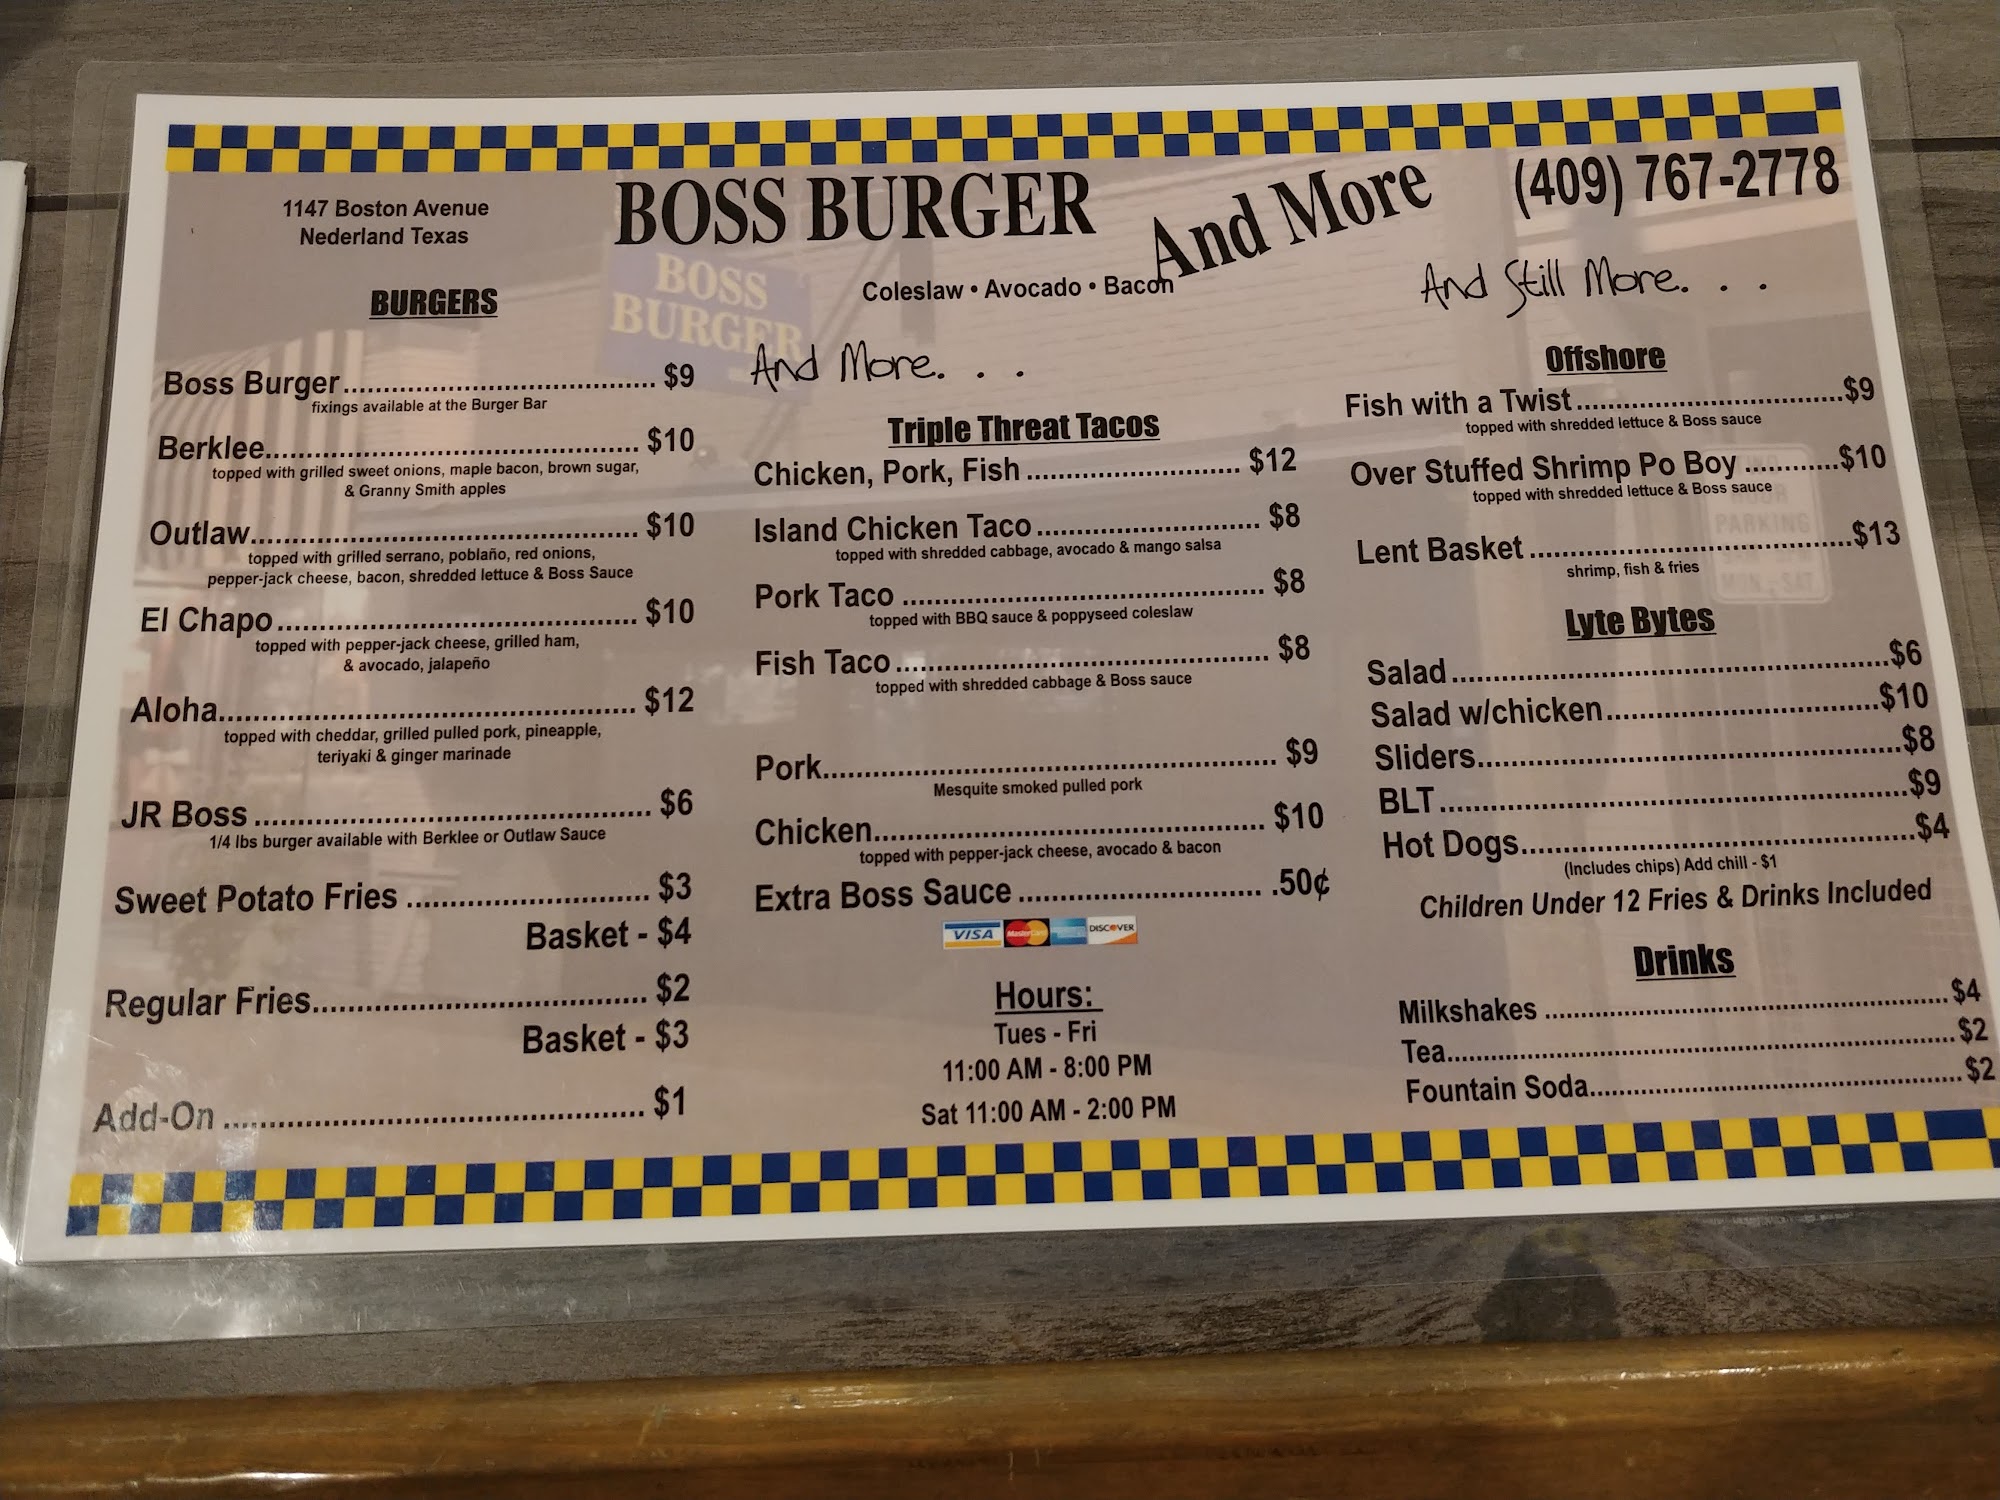 1147 Boston Avenue
Nederland Texas
BOSS BURGER
And More
(409) 767-2778
BOSS
BURGER
Coleslaw • Avocado • Bacon
BURGERS
Boss Burger........ $9
fixings available at the Burger Bar
Berklee........ $10
topped with grilled sweet onions, maple bacon, brown sugar,
& Granny Smith apples
Outlaw........ $10
topped with grilled serrano, poblaño, red onions,
pepper-jack cheese, bacon, shredded lettuce & Boss Sauce
El Chapo........ $10
topped with pepper-jack cheese, grilled ham,
& avocado, jalapeño
Aloha........ $12
topped with cheddar, grilled pulled pork, pineapple,
teriyaki & ginger marinade
JR Boss ........ $6
1/4 lbs burger available with Berklee or Outlaw Sauce
Sweet Potato Fries ........ $3
Basket - $4
Regular Fries........ $2
Basket - $3
Add-On ........ $1
And More. . .
Triple Threat Tacos
Chicken, Pork, Fish ........ $12
Island Chicken Taco ........ $8
topped with shredded cabbage, avocado & mango salsa
Pork Taco ........ $8
topped with BBQ sauce & poppyseed coleslaw
Fish Taco ........ $8
topped with shredded cabbage & Boss sauce
Pork........ $9
Mesquite smoked pulled pork
Chicken........ $10
topped with pepper-jack cheese, avocado & bacon
Extra Boss Sauce ........ .50¢
VISA MasterCard DISCOVER
Hours:
Tues - Fri
11:00 AM - 8:00 PM
Sat 11:00 AM - 2:00 PM
And Still More. . .
Offshore
Fish with a Twist ........$9
topped with shredded lettuce & Boss sauce
Over Stuffed Shrimp Po Boy ........$10
topped with shredded lettuce & Boss sauce
Lent Basket ........$13
shrimp, fish & fries
PARKING
Lyte Bytes
Salad ........$6
Salad w/chicken........$10
Sliders........$8
BLT........$9
Hot Dogs........$4
(Includes chips) Add chill - $1
Children Under 12 Fries & Drinks Included
Drinks
Milkshakes ........$4
Tea........$2
Fountain Soda........$2